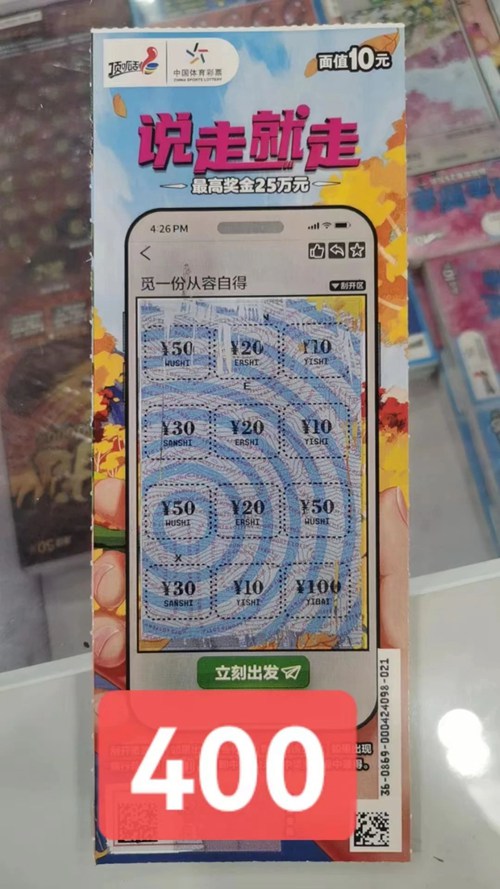 顶呱刮
中国体育彩票
CHINA SPORTS LOTTERY
面值10元
说走就走
最高奖金25万元
4:26 PM
觅一份从容自得
刮开区
¥50 ¥20 ¥10
WUSHI ERSHI YISHI
E
¥30 ¥20 ¥10
SANSHI ERSHI YISHI
¥50 ¥20 ¥50
WUSHI ERSHI WUSHI
X
¥30 ¥10 ¥100
SANSHI YISHI YIBAI
立刻出发
400
36-0869-000424098-021